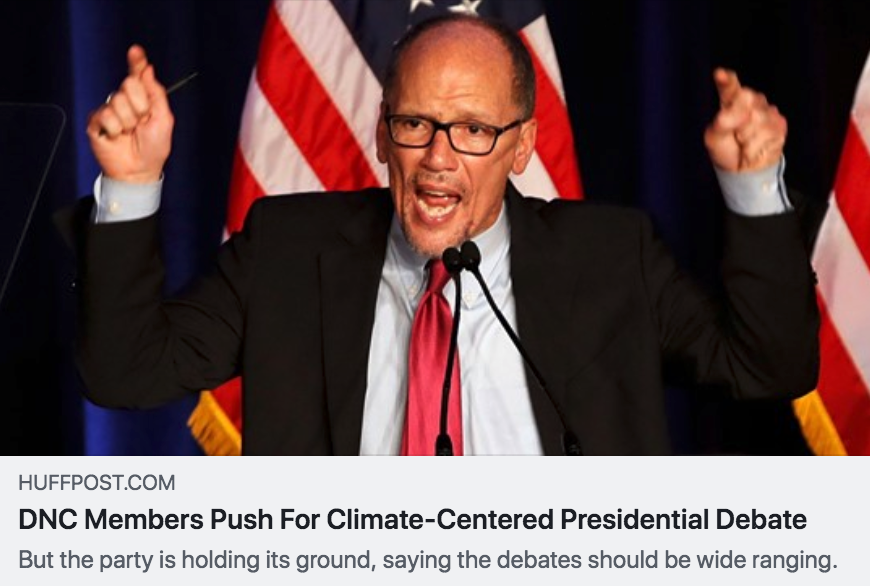 HUFFPOST.COM
DNC Members Push For Climate-Centered Presidential Debate
But the party is holding its ground, saying the debates should be wide ranging.